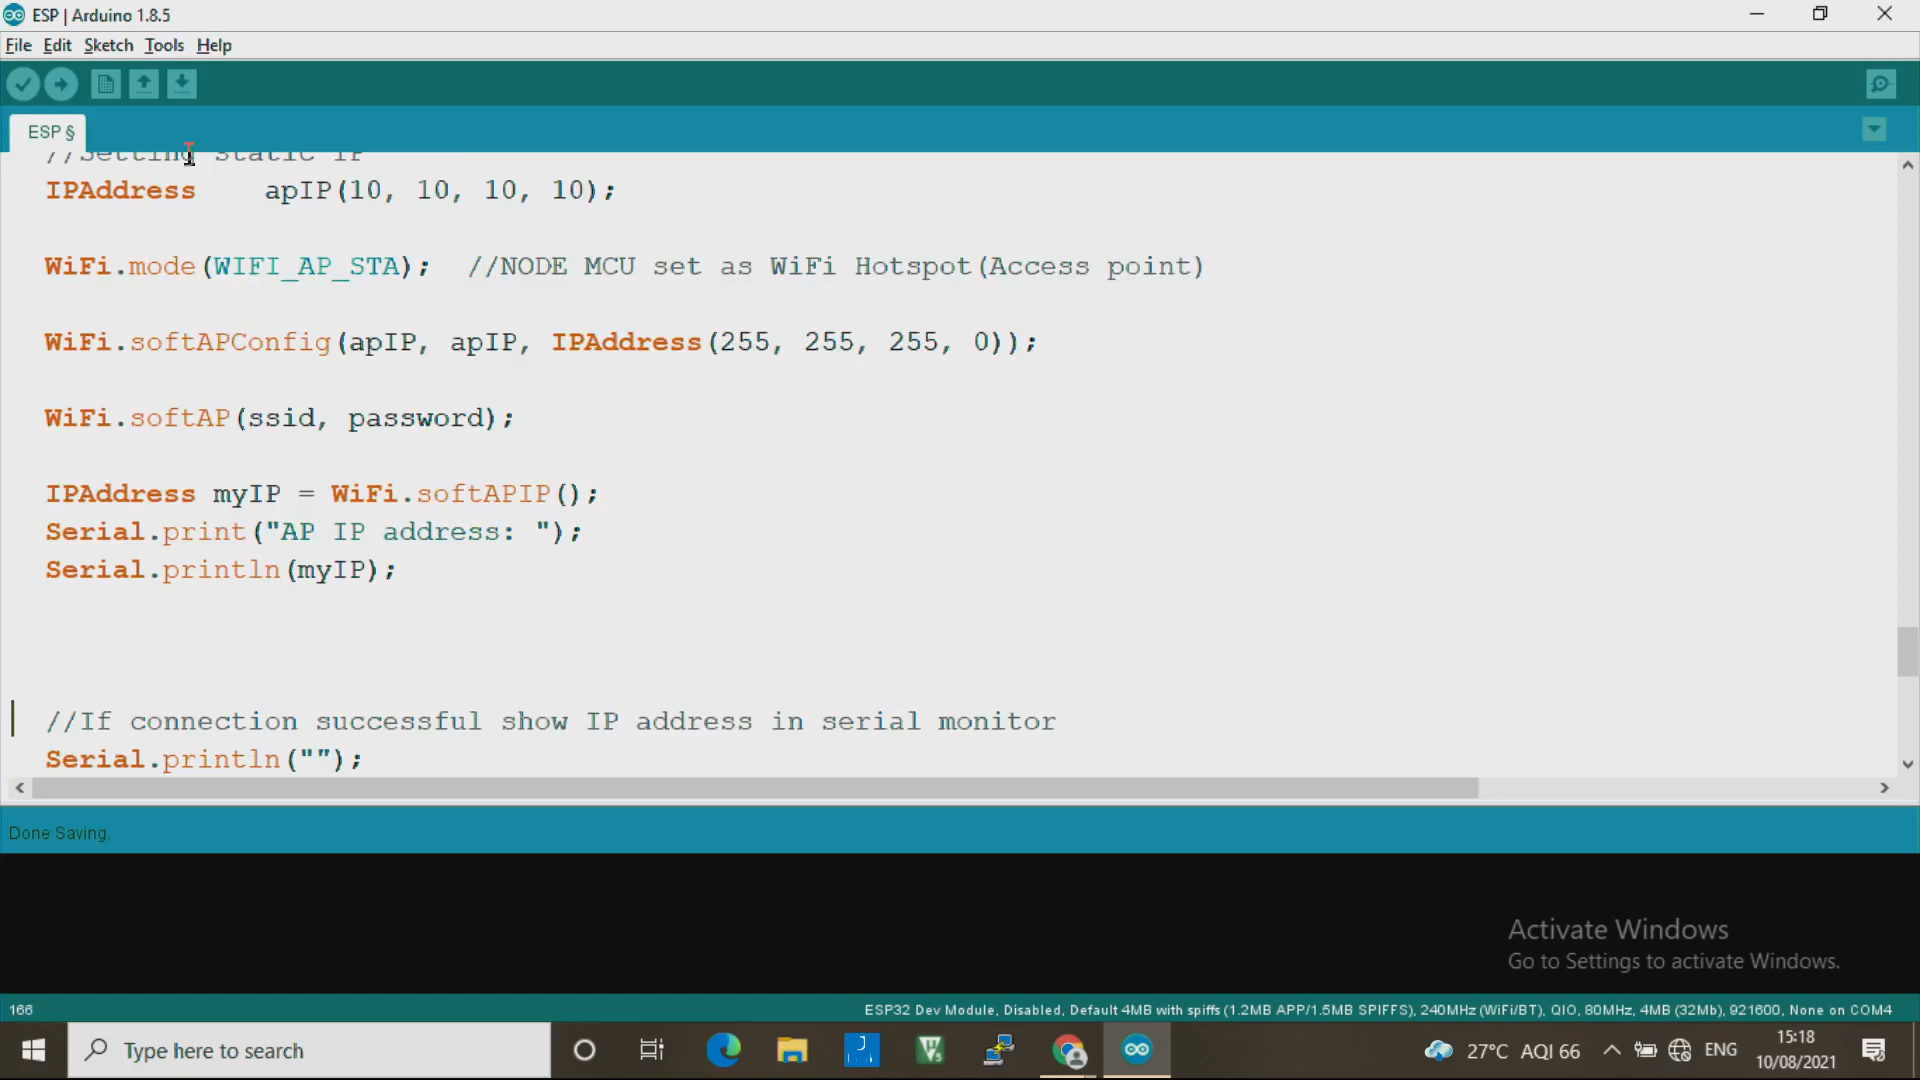 ESP | Arduino 1.8.5
File Edit Sketch Tools Help
ESP §
//Setting Static IP
IPAddress    apIP(10, 10, 10, 10);
WiFi.mode(WIFI_AP_STA);  //NODE MCU set as WiFi Hotspot(Access point)
WiFi.softAPConfig(apIP, apIP, IPAddress(255, 255, 255, 0));
WiFi.softAP(ssid, password);
IPAddress myIP = WiFi.softAPIP();
Serial.print("AP IP address: ");
Serial.println(myIP);
//If connection successful show IP address in serial monitor
Serial.println("");
Done Saving.
Activate Windows
Go to Settings to activate Windows.
166
ESP32 Dev Module, Disabled, Default 4MB with spiffs (1.2MB APP/1.5MB SPIFFS), 240MHz (WiFi/BT), QIO, 80MHz, 4MB (32Mb), 921600, None on COM4
Type here to search
27°C AQI 66
ENG
15:18
10/08/2021